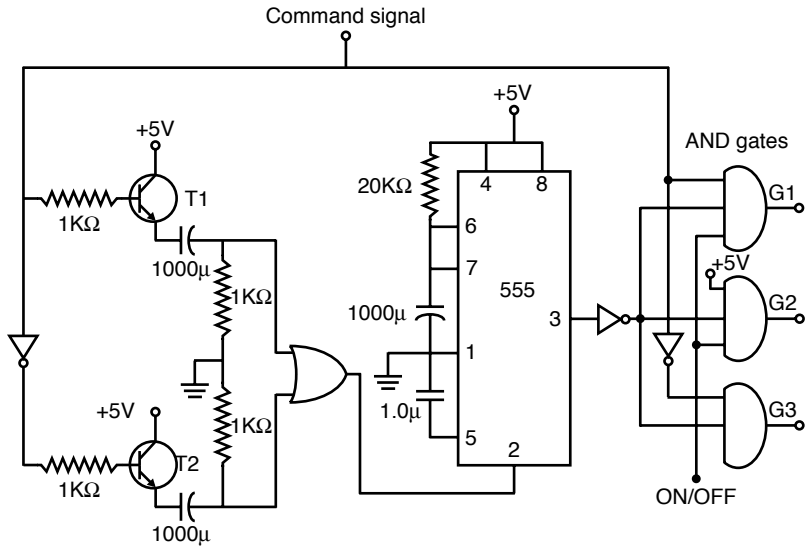 Command signal
+5V
+5V
AND gates
4
8
20KΩ
T1
G1
1KΩ
6
1000μ
7
+5V
1KΩ
555
1000μ
G2
3
1
1.0μ
+5V
G3
1KΩ
5
2
T2
1KΩ
ON/OFF
1000μ